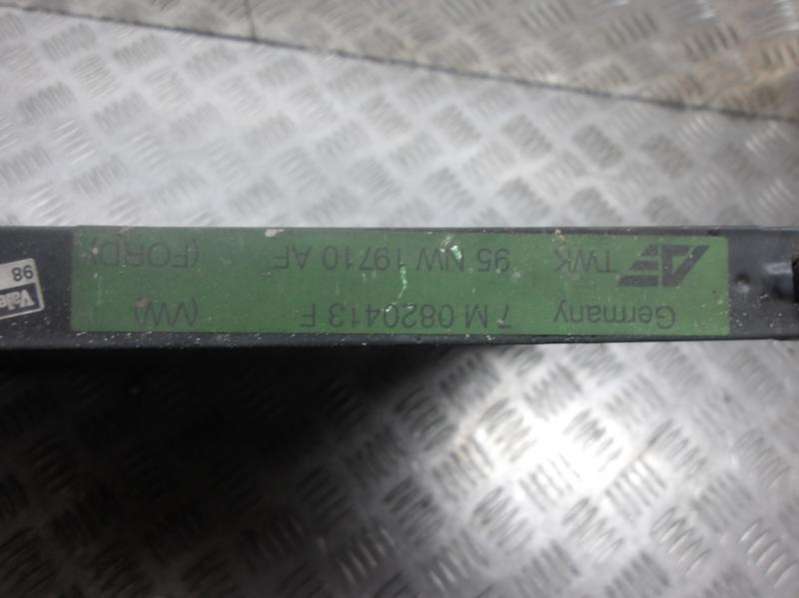 Germany 7 M 0820413 F (VW)
TWK 95 NW 19710 AF (FORD)
98